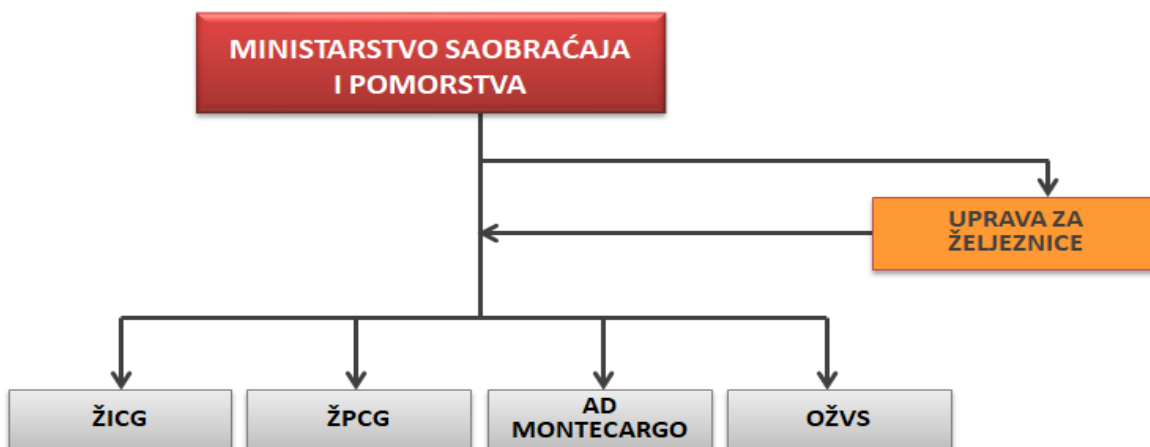 MINISTARSTVO SAOBRAĆAJA
I POMORSTVA
UPRAVA ZA
ŽELJEZNICE
ŽICG
ŽPCG
AD
MONTECARGO
OŽVS